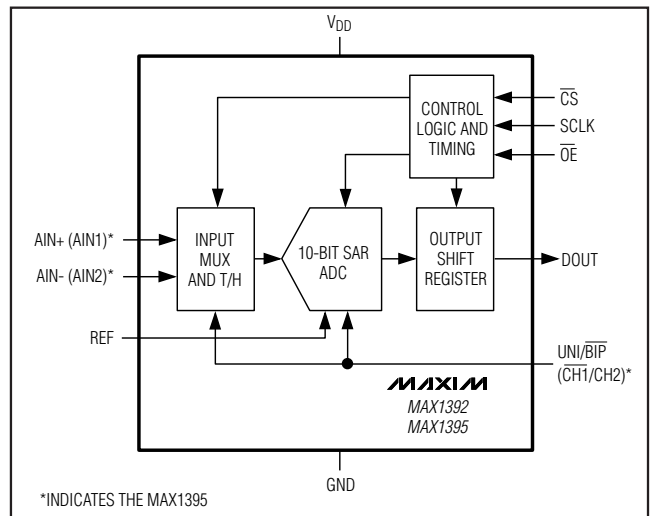 VDD
CONTROL
LOGIC AND
TIMING
CS
SCLK
OE
AIN+ (AIN1)*
AIN- (AIN2)*
INPUT
MUX
AND T/H
10-BIT SAR
ADC
OUTPUT
SHIFT
REGISTER
DOUT
REF
UNI/BIP
(CH1/CH2)*
MAXIM
MAX1392
MAX1395
GND
*INDICATES THE MAX1395